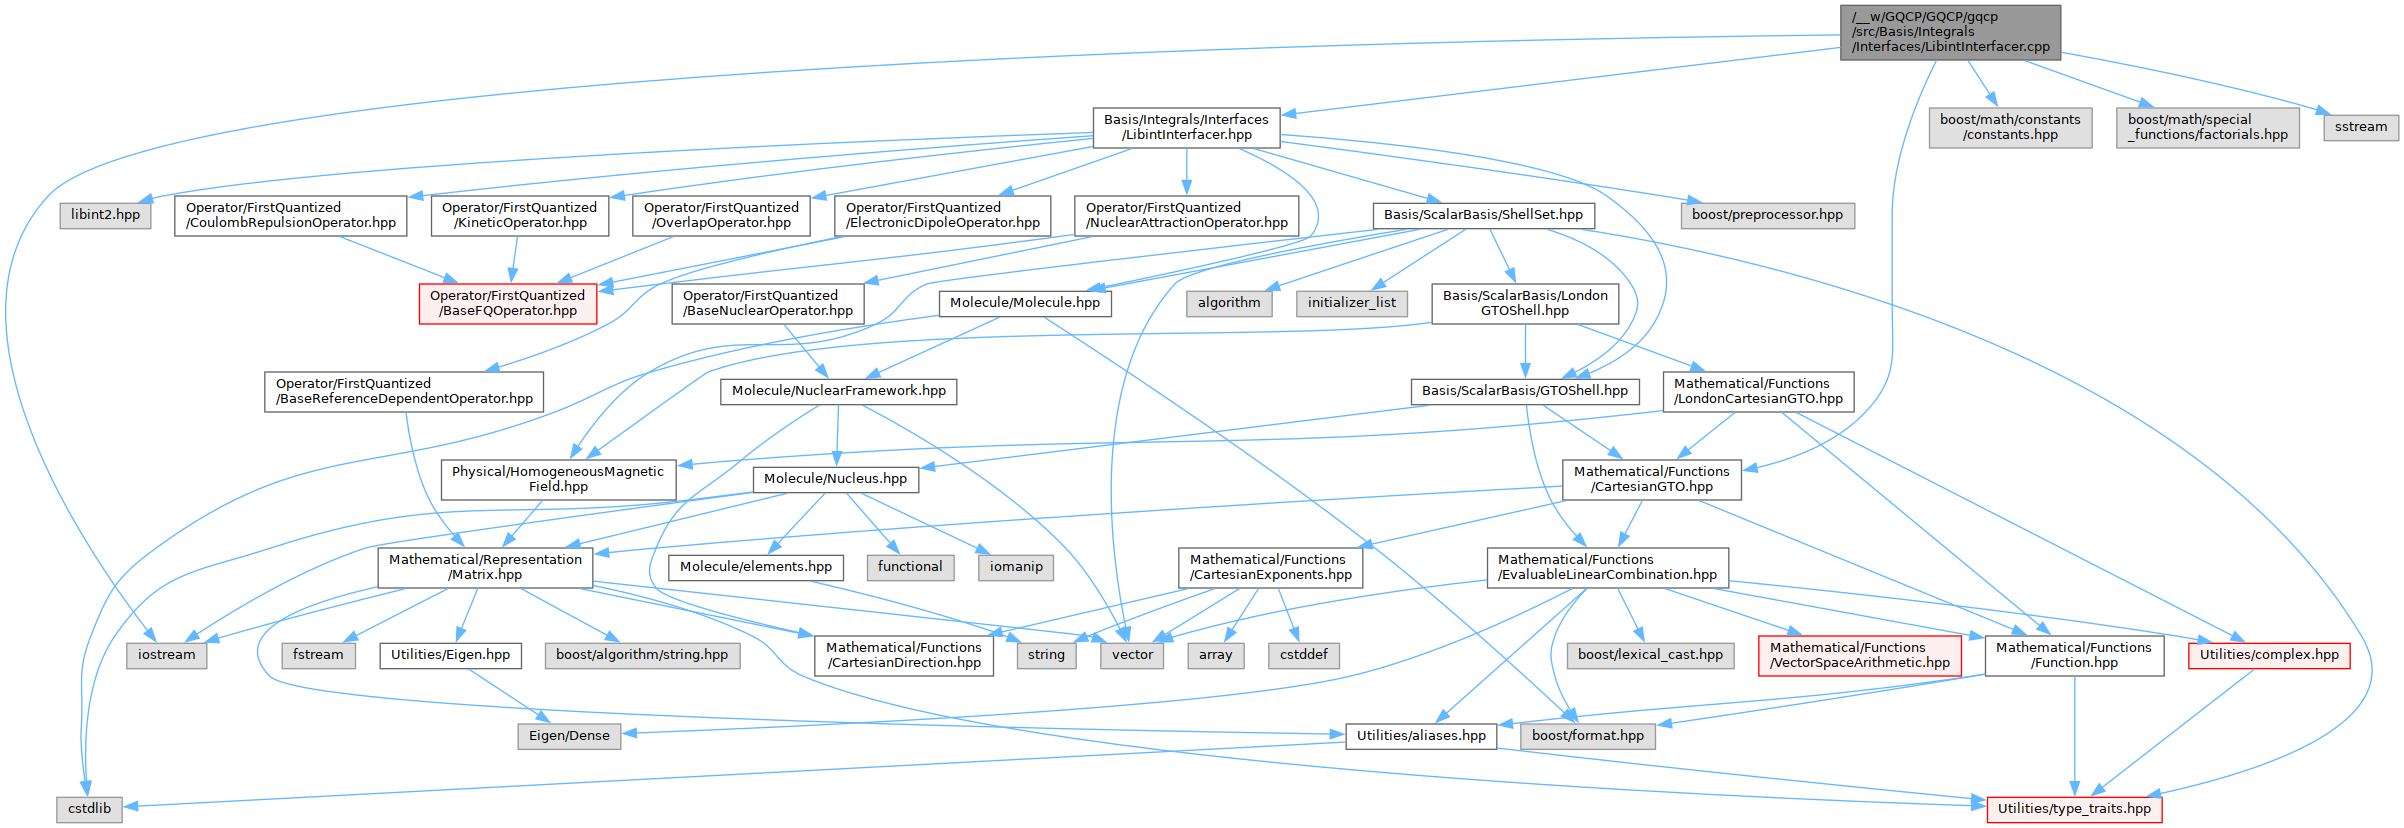 /__w/GQCP/GQCP/gqcp
/src/Basis/Integrals
/Interfaces/LibintInterfacer.cpp
Basis/Integrals/Interfaces
/LibintInterfacer.hpp
boost/math/constants
/constants.hpp
boost/math/special
_functions/factorials.hpp
sstream
libint2.hpp
Operator/FirstQuantized
/CoulombRepulsionOperator.hpp
Operator/FirstQuantized
/KineticOperator.hpp
Operator/FirstQuantized
/OverlapOperator.hpp
Operator/FirstQuantized
/ElectronicDipoleOperator.hpp
Operator/FirstQuantized
/NuclearAttractionOperator.hpp
Basis/ScalarBasis/ShellSet.hpp
boost/preprocessor.hpp
Operator/FirstQuantized
/BaseFQOperator.hpp
Operator/FirstQuantized
/BaseNuclearOperator.hpp
Molecule/Molecule.hpp
algorithm
initializer_list
Basis/ScalarBasis/London
GTOShell.hpp
Operator/FirstQuantized
/BaseReferenceDependentOperator.hpp
Molecule/NuclearFramework.hpp
Basis/ScalarBasis/GTOShell.hpp
Mathematical/Functions
/LondonCartesianGTO.hpp
Physical/HomogeneousMagnetic
Field.hpp
Molecule/Nucleus.hpp
Mathematical/Functions
/CartesianGTO.hpp
Mathematical/Representation
/Matrix.hpp
Molecule/elements.hpp
functional
iomanip
Mathematical/Functions
/CartesianExponents.hpp
Mathematical/Functions
/EvaluableLinearCombination.hpp
iostream
fstream
Utilities/Eigen.hpp
boost/algorithm/string.hpp
Mathematical/Functions
/CartesianDirection.hpp
string
vector
array
cstddef
boost/lexical_cast.hpp
Mathematical/Functions
/VectorSpaceArithmetic.hpp
Mathematical/Functions
/Function.hpp
Utilities/complex.hpp
Eigen/Dense
Utilities/aliases.hpp
boost/format.hpp
cstdlib
Utilities/type_traits.hpp